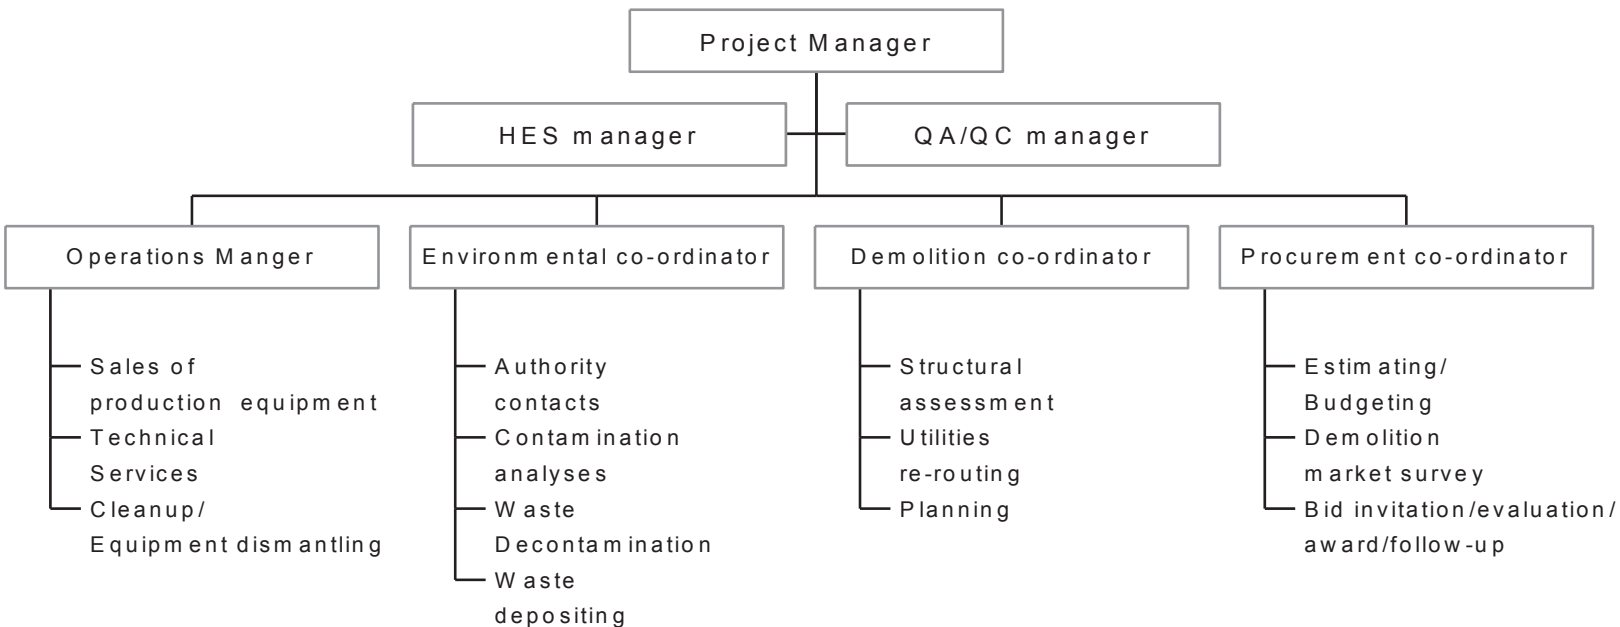 Project Manager
HES manager
QA/QC manager
Operations Manger
Environmental co-ordinator
Demolition co-ordinator
Procurement co-ordinator
Sales of
production equipment
Technical
Services
Cleanup/
Equipment dismantling
Authority
contacts
Contamination
analyses
Waste
Decontamination
Waste
depositing
Structural
assessment
Utilities
re-routing
Planning
Estimating/
Budgeting
Demolition
market survey
Bid invitation/evaluation/
award/follow-up